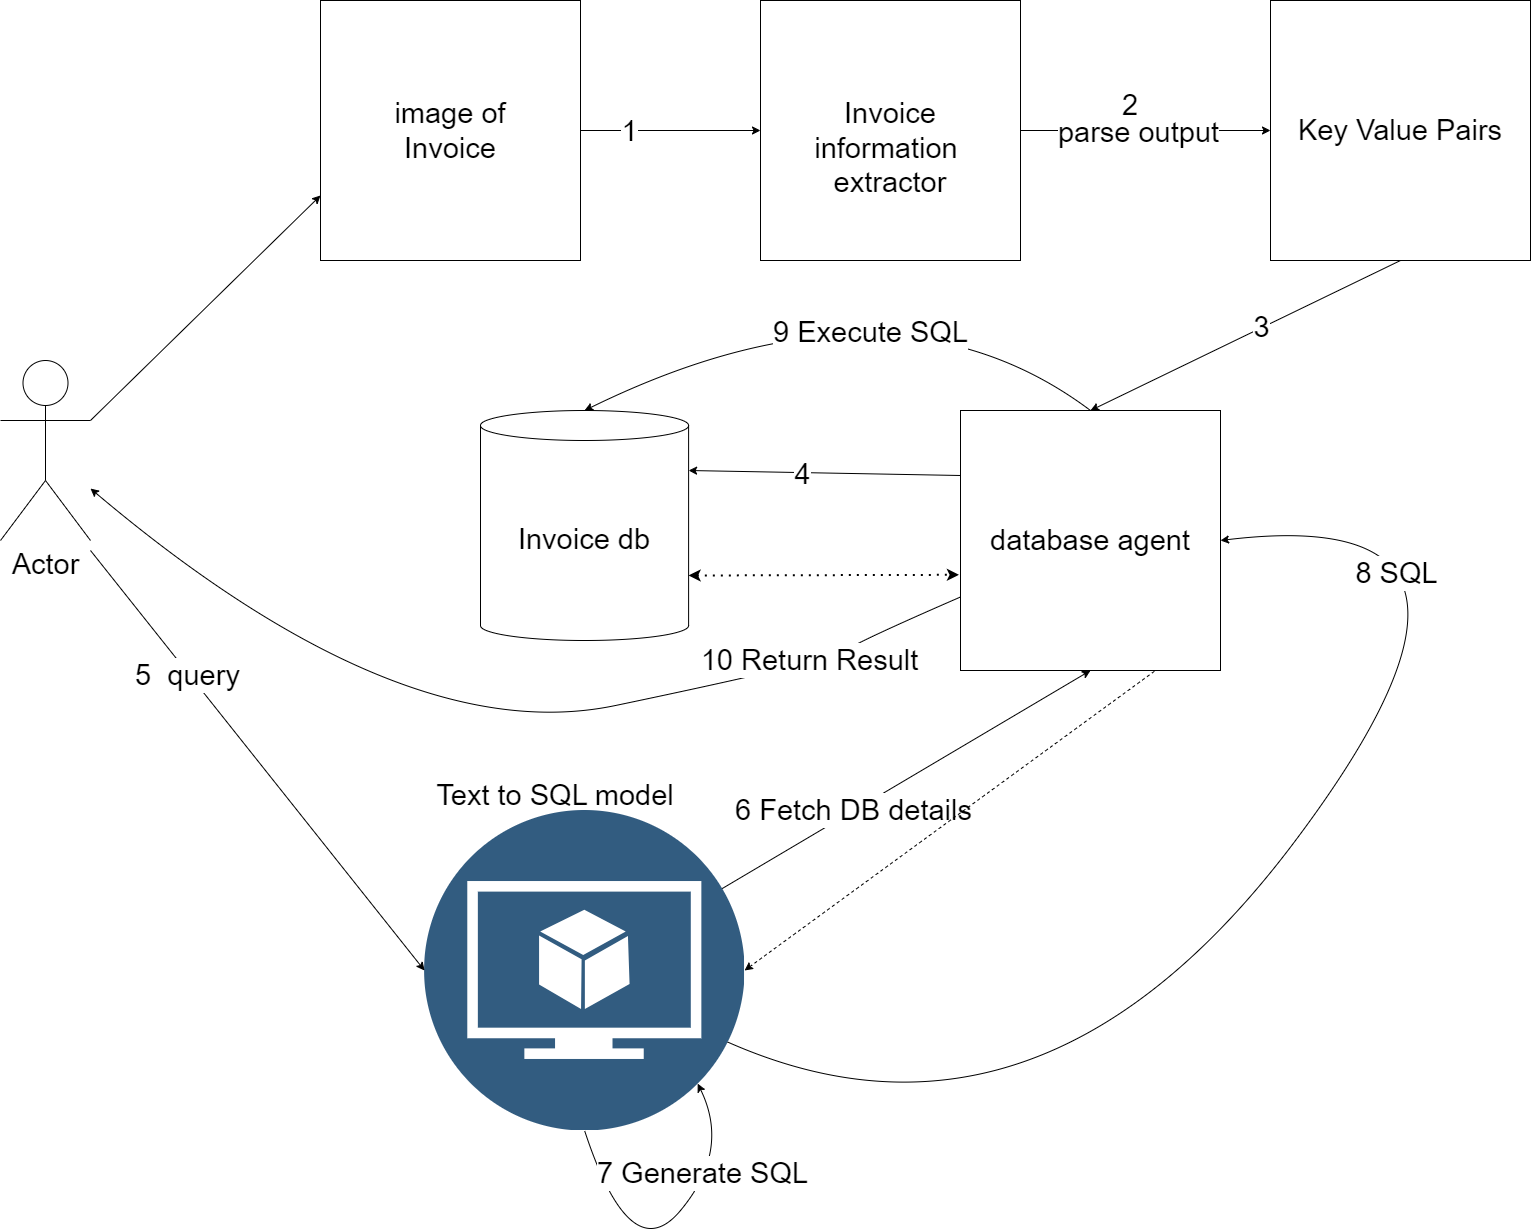 image of
Invoice
1
Invoice
information
extractor
2
parse output
Key Value Pairs
3
9 Execute SQL
4
Invoice db
database agent
Actor
8 SQL
5  query
10 Return Result
Text to SQL model
6 Fetch DB details
7 Generate SQL